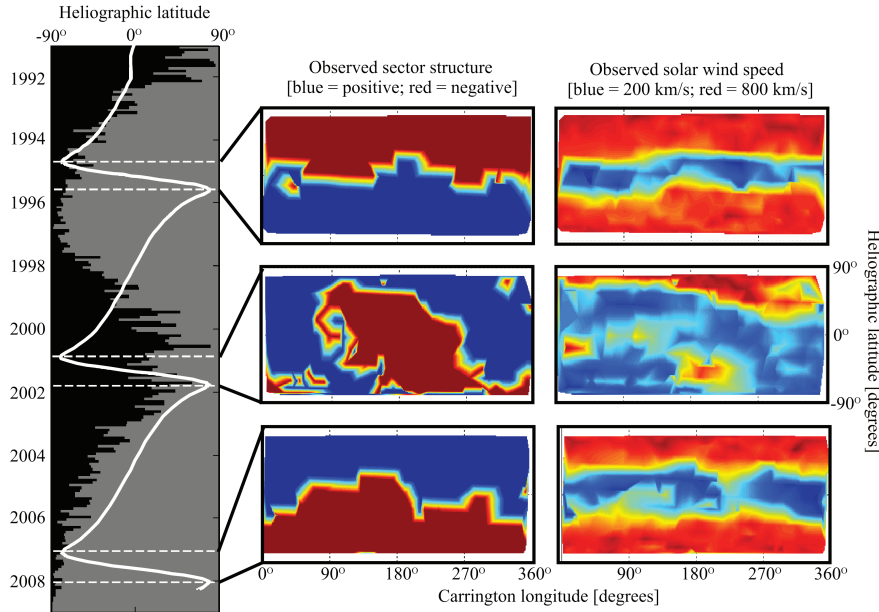 Heliographic latitude
-90° 0° 90°
1992
1994
1996
1998
2000
2002
2004
2006
2008
Observed sector structure
[blue = positive; red = negative]
Observed solar wind speed
[blue = 200 km/s; red = 800 km/s]
90°
0°
-90°
Heliographic latitude [degrees]
0° 90° 180° 270° 360°
90° 180° 270° 360°
Carrington longitude [degrees]